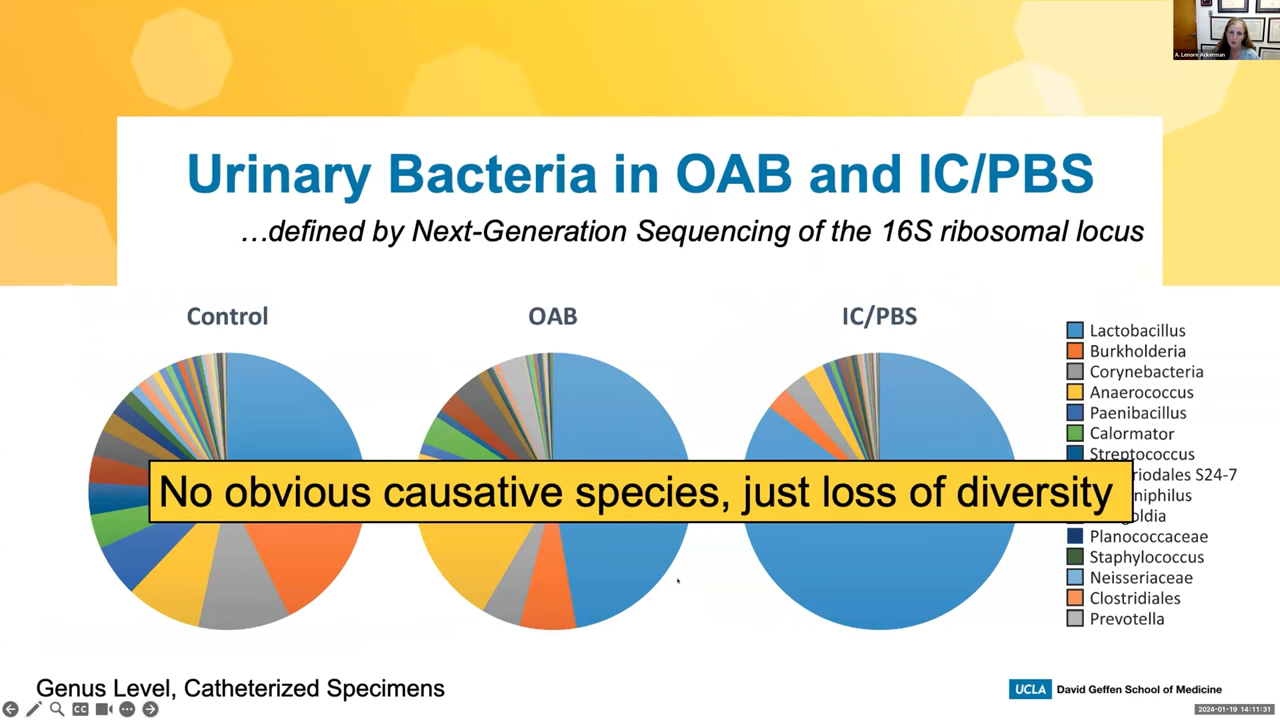 A. Lenore Ackerman
Urinary Bacteria in OAB and IC/PBS
…defined by Next-Generation Sequencing of the 16S ribosomal locus
Control
OAB
IC/PBS
Lactobacillus
Burkholderia
Corynebacteria
Anaerococcus
Paenibacillus
Calormator
Streptococcus
riodales S24-7
niphilus
oldia
Planococcaceae
Staphylococcus
Neisseriaceae
Clostridiales
Prevotella
No obvious causative species, just loss of diversity
Genus Level, Catheterized Specimens
CC
UCLA David Geffen School of Medicine
2024-01-19 14:11:31